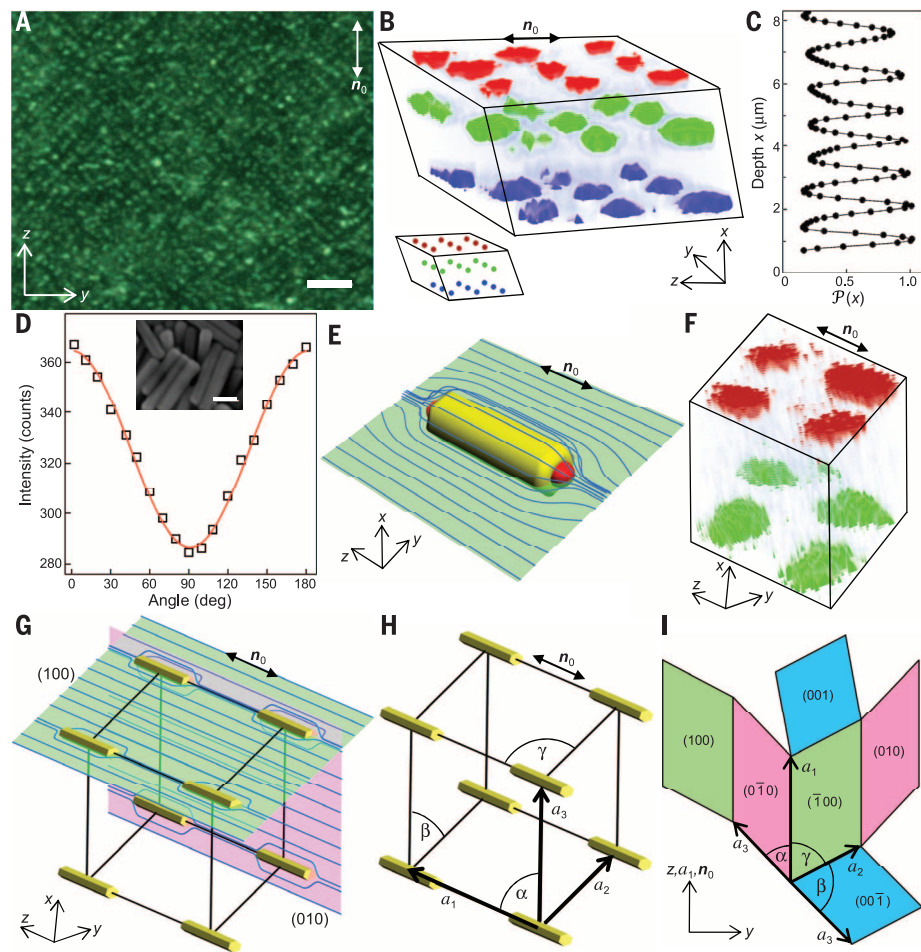 A
n₀
z
y
B
n₀
x
y
z
C
8
6
4
2
0
Depth x (μm)
0.5
1.0
𝒫(x)
D
360
340
320
300
280
Intensity (counts)
0
30
60
90
120
150
180
Angle (deg)
E
n₀
x
z
y
F
n₀
x
z
y
G
n₀
(100)
(010)
x
z
y
H
n₀
γ
a₃
β
α
a₁
a₂
I
(001)
(100)
(010)
a₁
(01̄0)
(1̄00)
a₃
α
γ
a₂
β
(001̄)
a₃
z,a₁,n₀
y